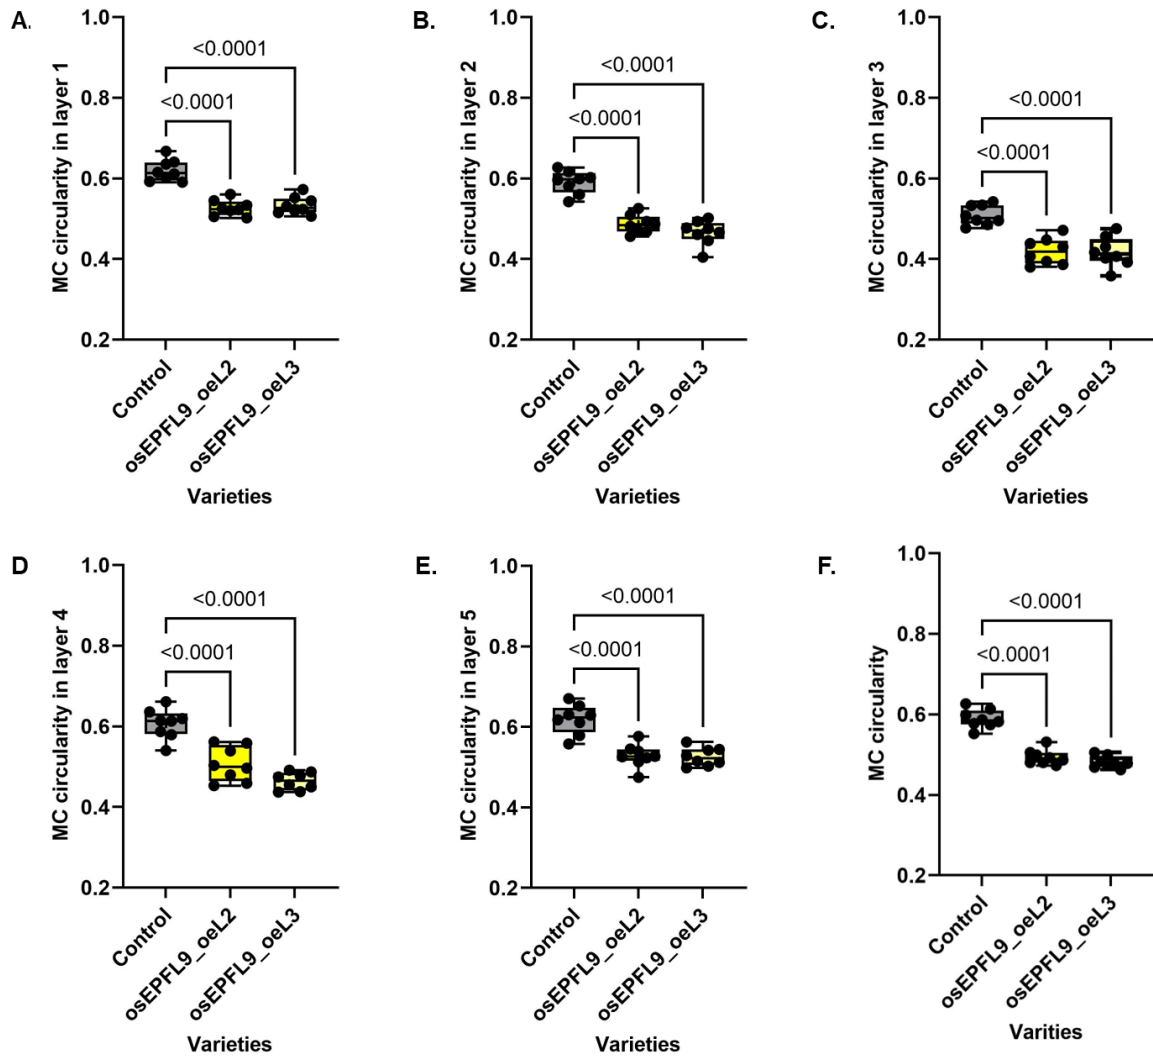 A.
MC circularity in layer 1
1.0
0.8
0.6
0.4
0.2
<0.0001
<0.0001
Control
osEPFL9_oeL2
osEPFL9_oeL3
Varieties
B.
MC circularity in layer 2
1.0
0.8
0.6
0.4
0.2
<0.0001
<0.0001
Control
osEPFL9_oeL2
osEPFL9_oeL3
Varieties
C.
MC circularity in layer 3
1.0
0.8
0.6
0.4
0.2
<0.0001
<0.0001
Control
osEPFL9_oeL2
osEPFL9_oeL3
Varieties
D
MC circularity in layer 4
1.0
0.8
0.6
0.4
0.2
<0.0001
<0.0001
Control
osEPFL9_oeL2
osEPFL9_oeL3
Varieties
E.
MC circularity in layer 5
1.0
0.8
0.6
0.4
0.2
<0.0001
<0.0001
Control
osEPFL9_oeL2
osEPFL9_oeL3
Varieties
F.
MC circularity
1.0
0.8
0.6
0.4
0.2
<0.0001
<0.0001
Control
osEPFL9_oeL2
osEPFL9_oeL3
Varities